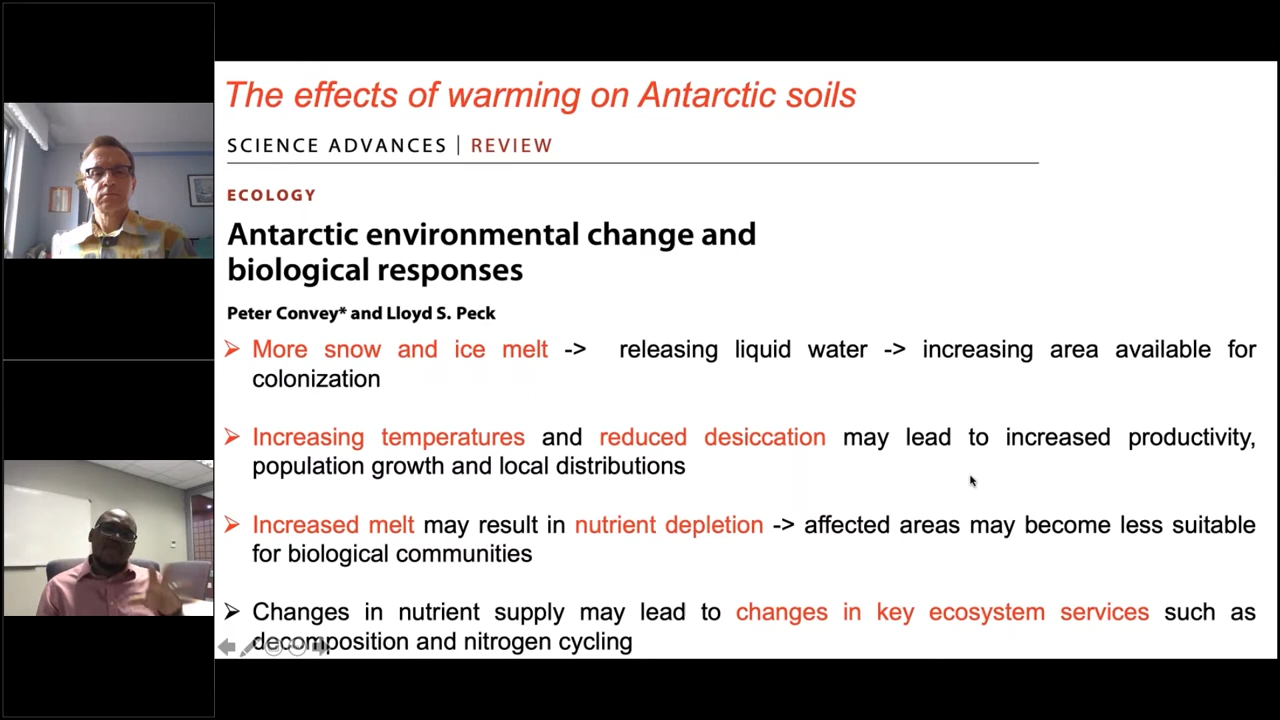 The effects of warming on Antarctic soils
SCIENCE ADVANCES | REVIEW
ECOLOGY
Antarctic environmental change and
biological responses
Peter Convey* and Lloyd S. Peck
➢ More snow and ice melt -> releasing liquid water -> increasing area available for
colonization
➢ Increasing temperatures and reduced desiccation may lead to increased productivity,
population growth and local distributions
➢ Increased melt may result in nutrient depletion -> affected areas may become less suitable
for biological communities
➢ Changes in nutrient supply may lead to changes in key ecosystem services such as
decomposition and nitrogen cycling